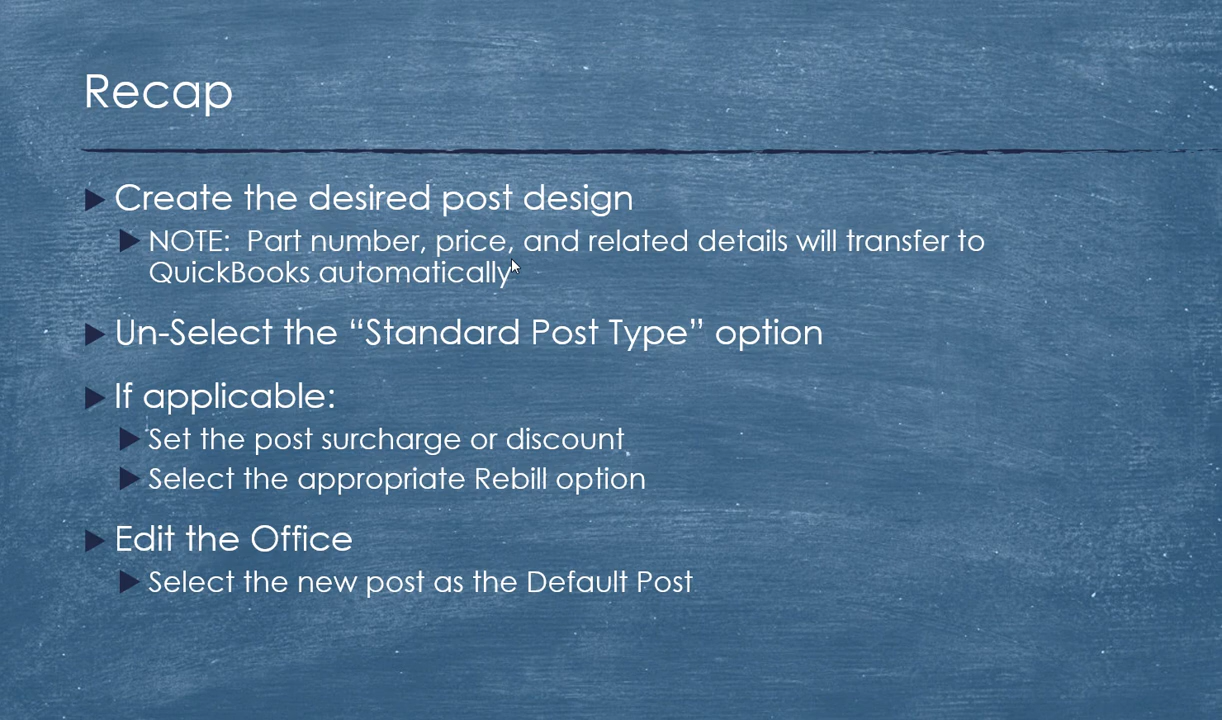 Recap
Create the desired post design
NOTE:  Part number, price, and related details will transfer to
QuickBooks automatically
Un-Select the “Standard Post Type” option
If applicable:
Set the post surcharge or discount
Select the appropriate Rebill option
Edit the Office
Select the new post as the Default Post